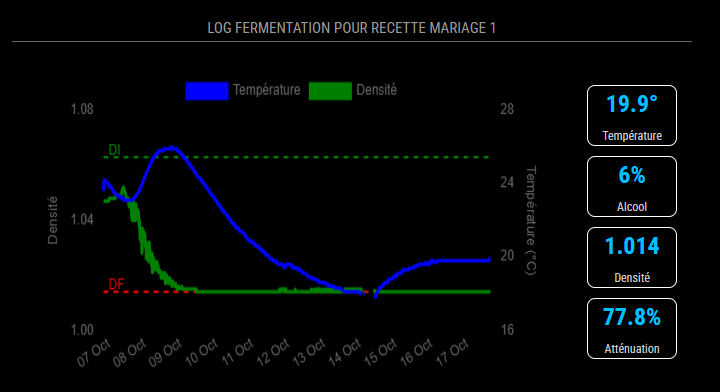 LOG FERMENTATION POUR RECETTE MARIAGE 1
Température Densité
1.08
1.04
1.00
Densité
DI
DF
28
24
20
16
Température (°C)
07 Oct 08 Oct 09 Oct 10 Oct 11 Oct 12 Oct 13 Oct 14 Oct 15 Oct 16 Oct 17 Oct
19.9°
Température
6%
Alcool
1.014
Densité
77.8%
Atténuation